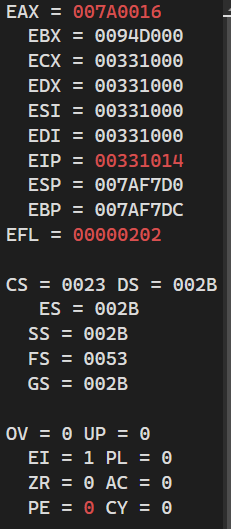 EAX = 007A0016
EBX = 0094D000
ECX = 00331000
EDX = 00331000
ESI = 00331000
EDI = 00331000
EIP = 00331014
ESP = 007AF7D0
EBP = 007AF7DC
EFL = 00000202
CS = 0023 DS = 002B
ES = 002B
SS = 002B
FS = 0053
GS = 002B
OV = 0 UP = 0
EI = 1 PL = 0
ZR = 0 AC = 0
PE = 0 CY = 0